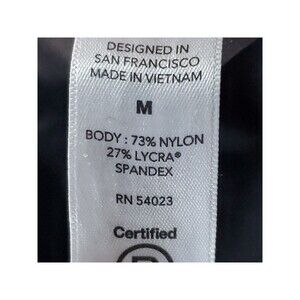 DESIGNED IN
SAN FRANCISCO
MADE IN VIETNAM
M
BODY : 73% NYLON
27% LYCRA®
SPANDEX
RN 54023
Certified